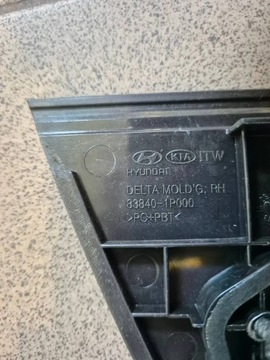 KIA ITW
HYUNDAI
DELTA MOLD'G, RH
83840-1P000
>PC+PBT<